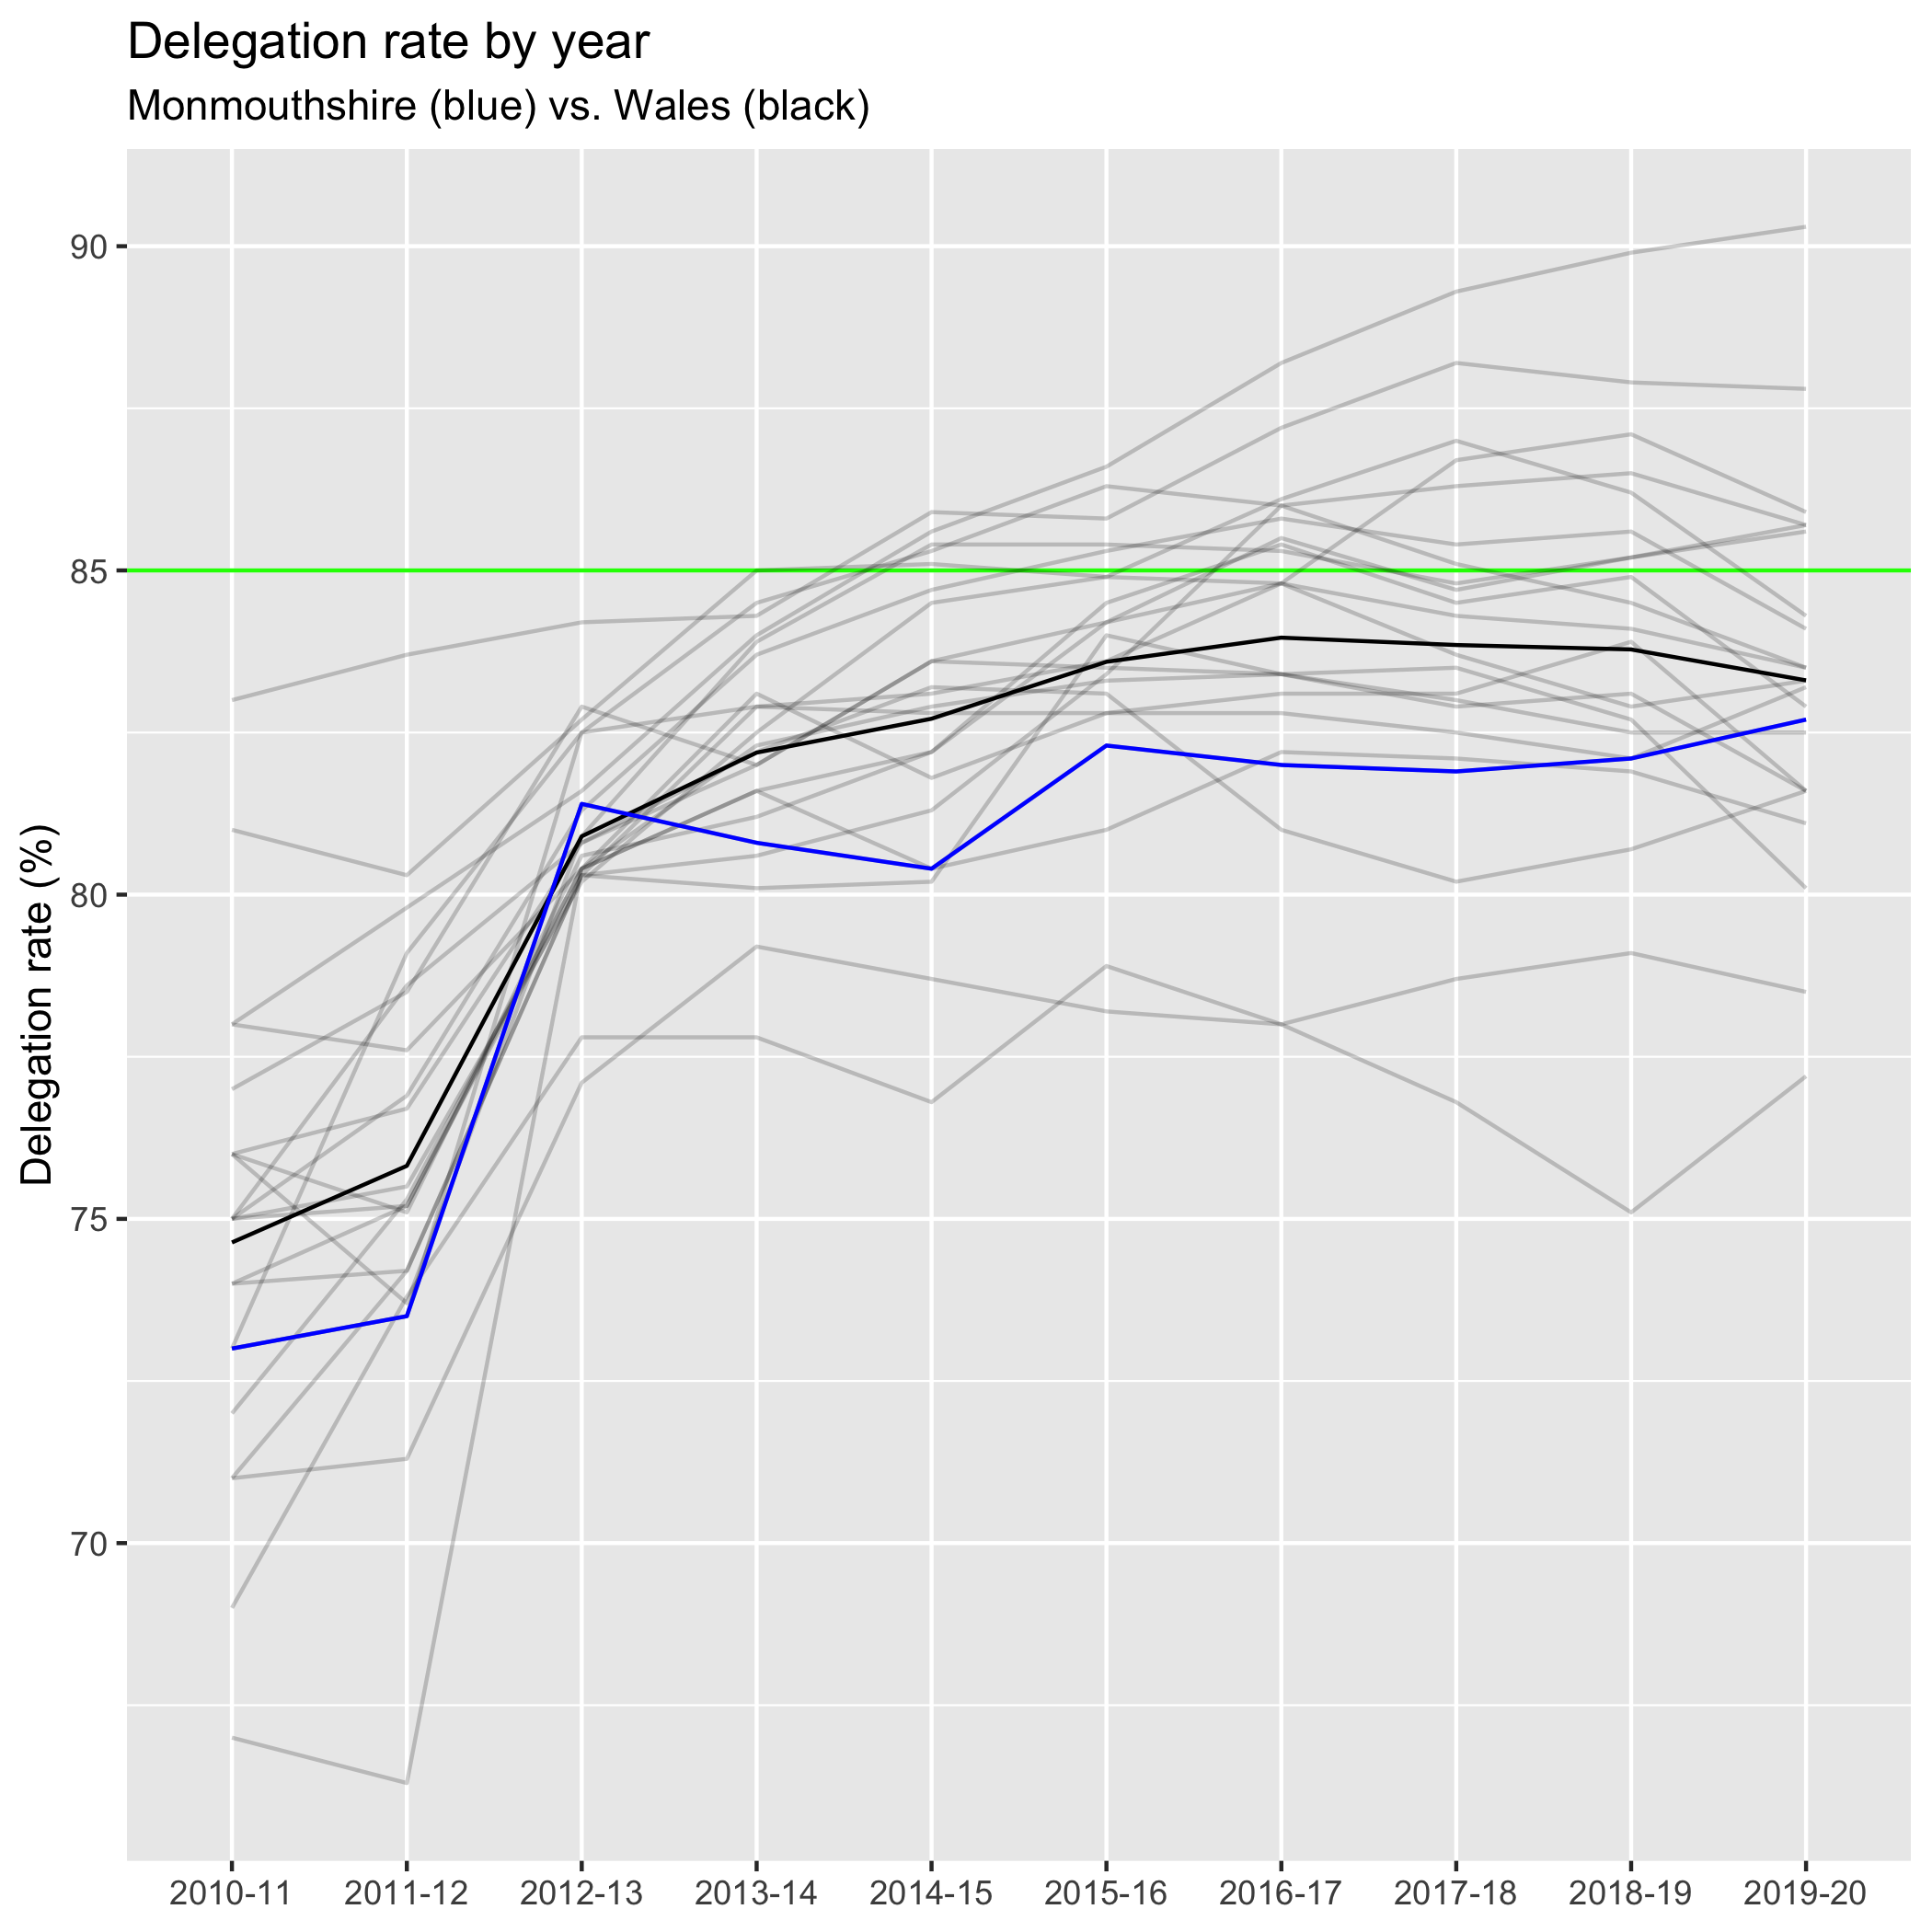 Delegation rate by year
Monmouthshire (blue) vs. Wales (black)
Delegation rate (%)
90
85
80
75
70
2010-11 2011-12 2012-13 2013-14 2014-15 2015-16 2016-17 2017-18 2018-19 2019-20